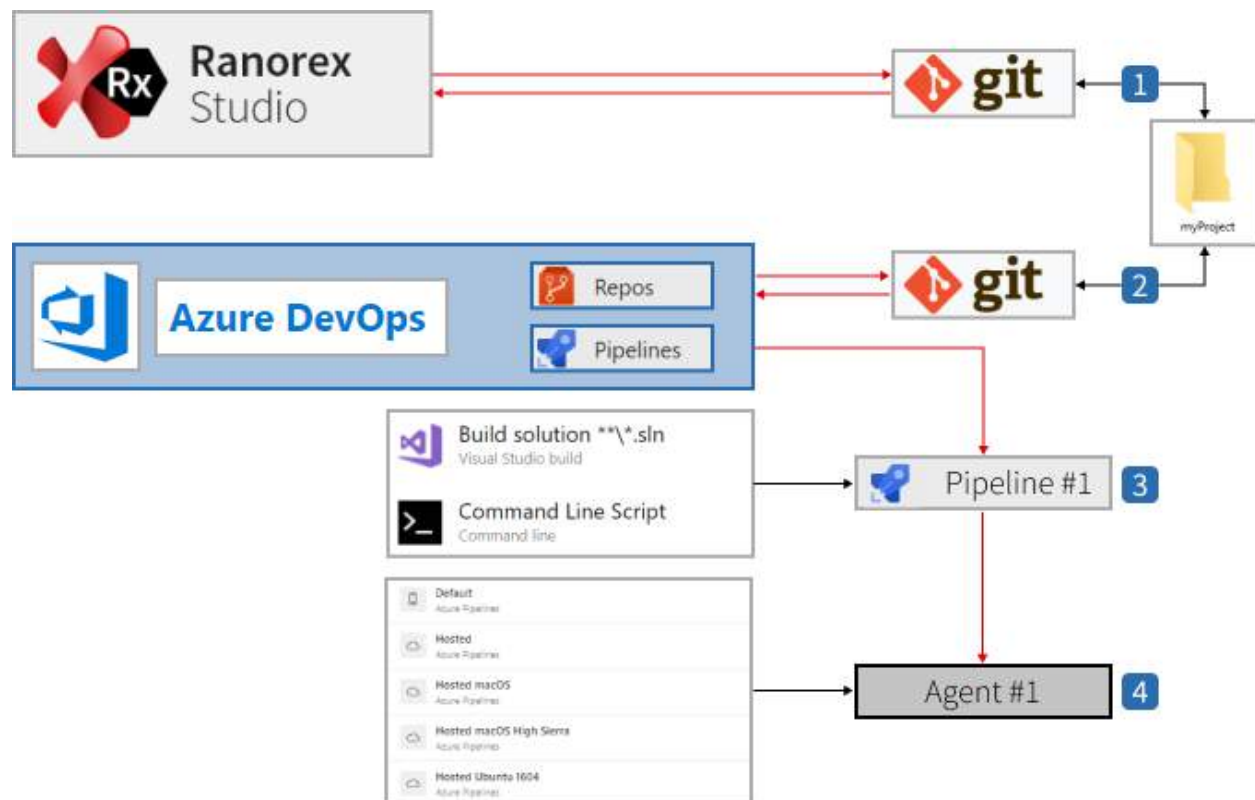 Rx
Ranorex
Studio
git
1
myProject
Azure DevOps
Repos
Pipelines
git
2
Build solution **\*.sln
Visual Studio build
Command Line Script
Command line
Pipeline #1
3
Default
Azure Pipelines
Hosted
Azure Pipelines
Hosted macOS
Azure Pipelines
Hosted macOS High Sierra
Azure Pipelines
Hosted Ubuntu 1604
Azure Pipelines
Agent #1
4